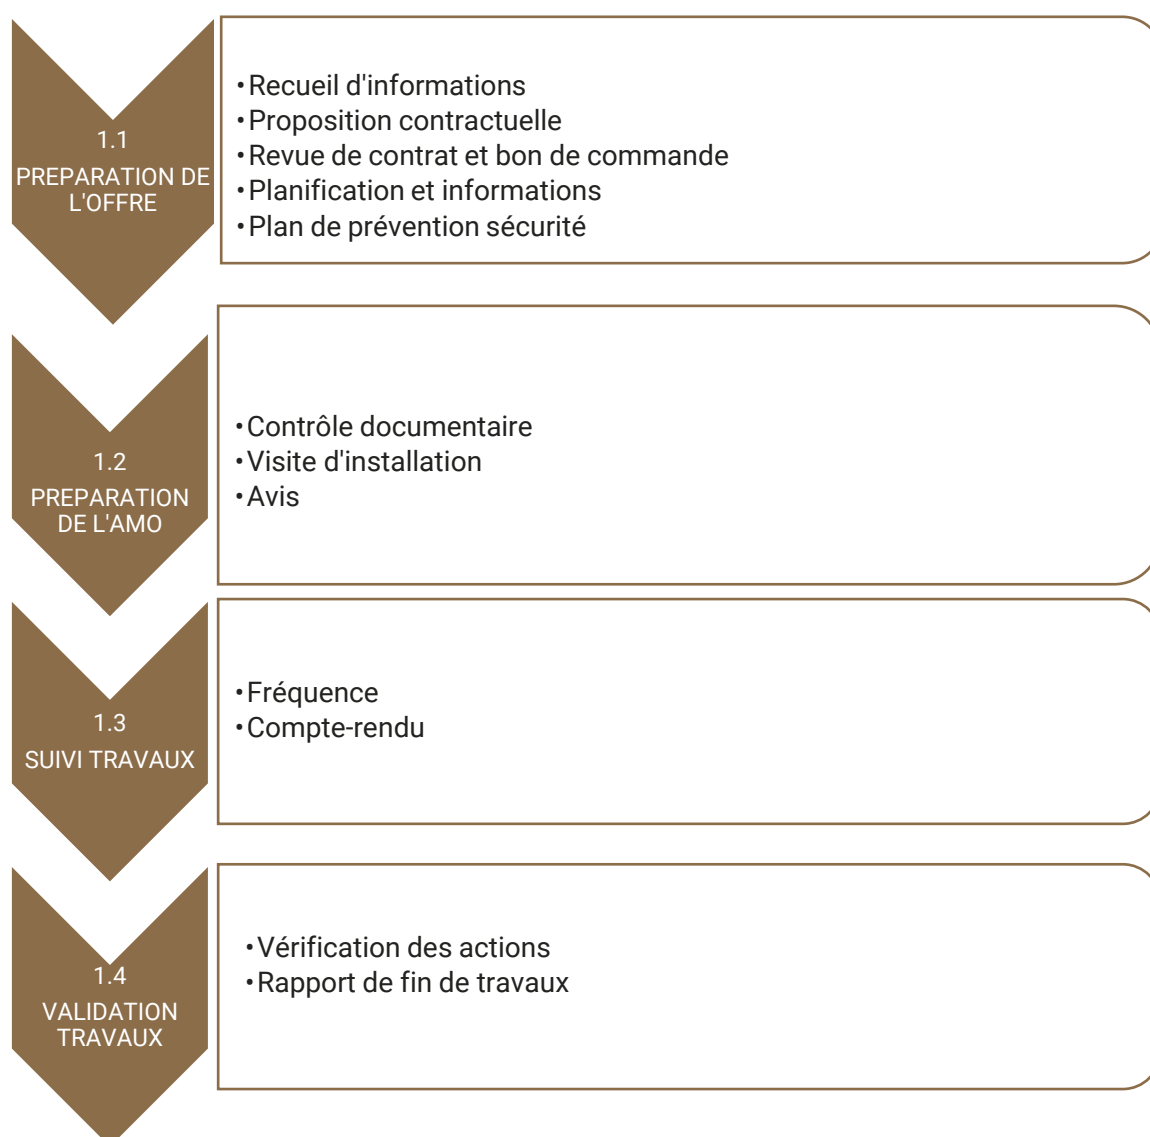 1.1
PREPARATION DE
L'OFFRE
•Recueil d'informations
•Proposition contractuelle
•Revue de contrat et bon de commande
•Planification et informations
•Plan de prévention sécurité
1.2
PREPARATION
DE L'AMO
•Contrôle documentaire
•Visite d'installation
•Avis
1.3
SUIVI TRAVAUX
•Fréquence
•Compte-rendu
1.4
VALIDATION
TRAVAUX
•Vérification des actions
•Rapport de fin de travaux